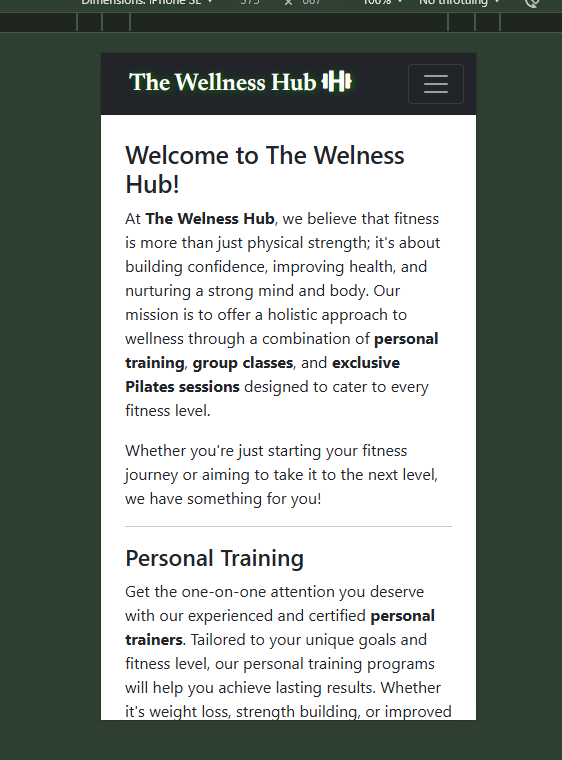 Dimensions: iPhone SE 375 × 667 100% No throttling
The Wellness Hub
Welcome to The Welness
Hub!
At The Welness Hub, we believe that fitness
is more than just physical strength; it's about
building confidence, improving health, and
nurturing a strong mind and body. Our
mission is to offer a holistic approach to
wellness through a combination of personal
training, group classes, and exclusive
Pilates sessions designed to cater to every
fitness level.
Whether you're just starting your fitness
journey or aiming to take it to the next level,
we have something for you!
Personal Training
Get the one-on-one attention you deserve
with our experienced and certified personal
trainers. Tailored to your unique goals and
fitness level, our personal training programs
will help you achieve lasting results. Whether
it's weight loss, strength building, or improved